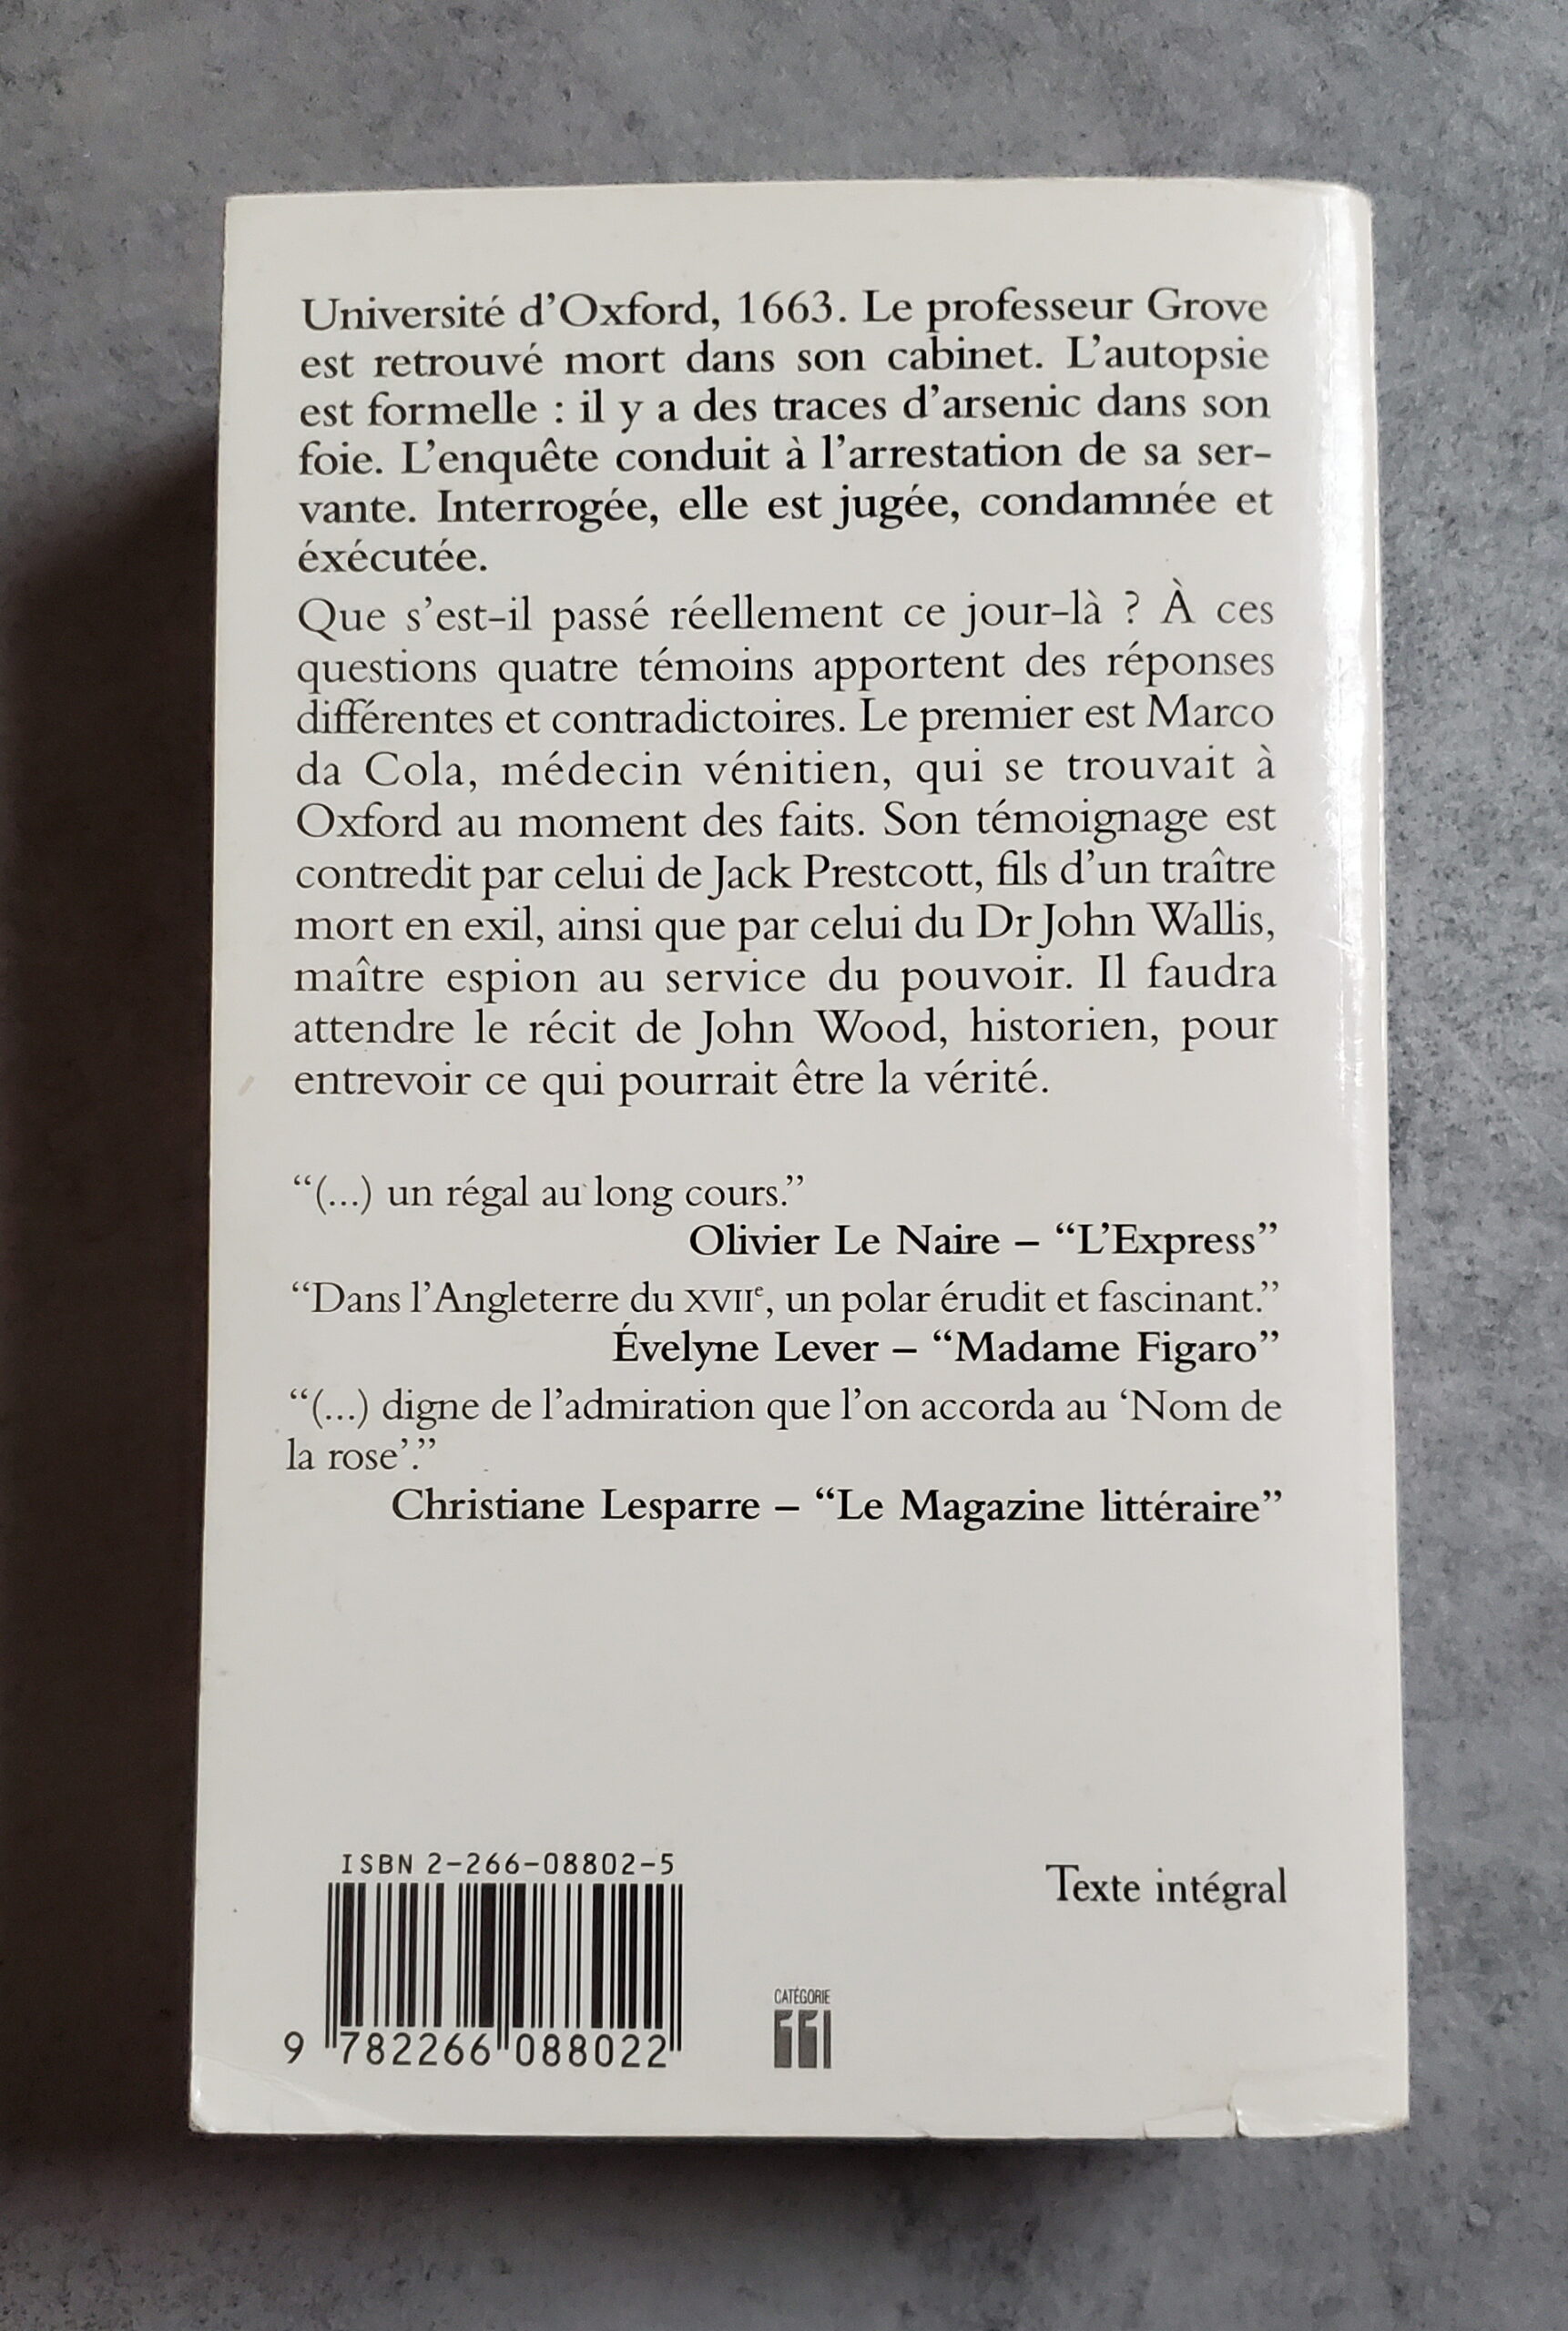 Université d'Oxford, 1663. Le professeur Grove
est retrouvé mort dans son cabinet. L'autopsie
est formelle : il y a des traces d'arsenic dans son
foie. L'enquête conduit à l'arrestation de sa ser-
vante. Interrogée, elle est jugée, condamnée et
éxécutée.
Que s'est-il passé réellement ce jour-là ? À ces
questions quatre témoins apportent des réponses
différentes et contradictoires. Le premier est Marco
da Cola, médecin vénitien, qui se trouvait à
Oxford au moment des faits. Son témoignage est
contredit par celui de Jack Prestcott, fils d'un traître
mort en exil, ainsi que par celui du Dr John Wallis,
maître espion au service du pouvoir. Il faudra
attendre le récit de John Wood, historien, pour
entrevoir ce qui pourrait être la vérité.
“(...) un régal au long cours.”
Olivier Le Naire – “L'Express”
“Dans l'Angleterre du XVIIe, un polar érudit et fascinant.”
Évelyne Lever – “Madame Figaro”
“(...) digne de l'admiration que l'on accorda au ‘Nom de
la rose’.”
Christiane Lesparre – “Le Magazine littéraire”
ISBN 2-266-08802-5
Texte intégral
CATÉGORIE
9 782266 088022